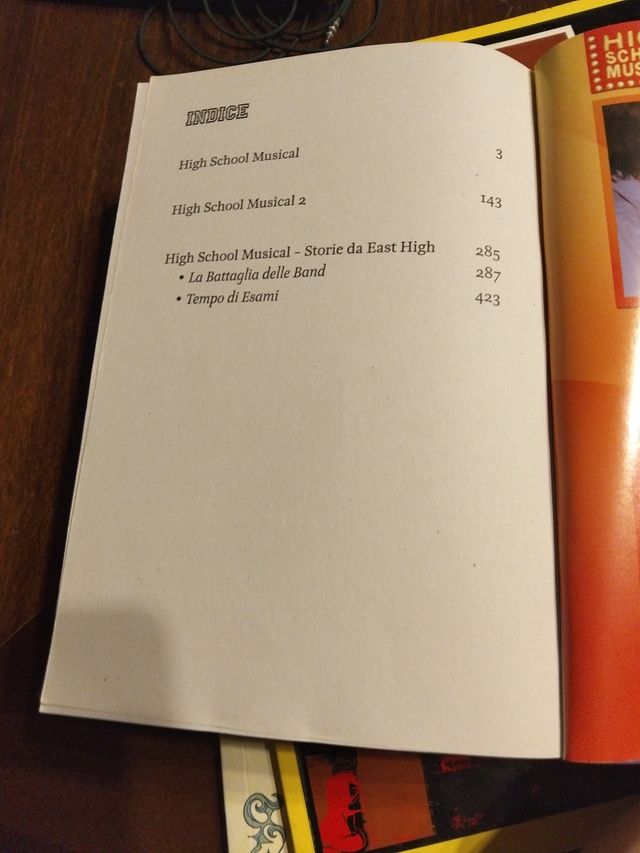 INDICE
High School Musical 3
High School Musical 2 143
High School Musical – Storie da East High 285
• La Battaglia delle Band 287
• Tempo di Esami 423